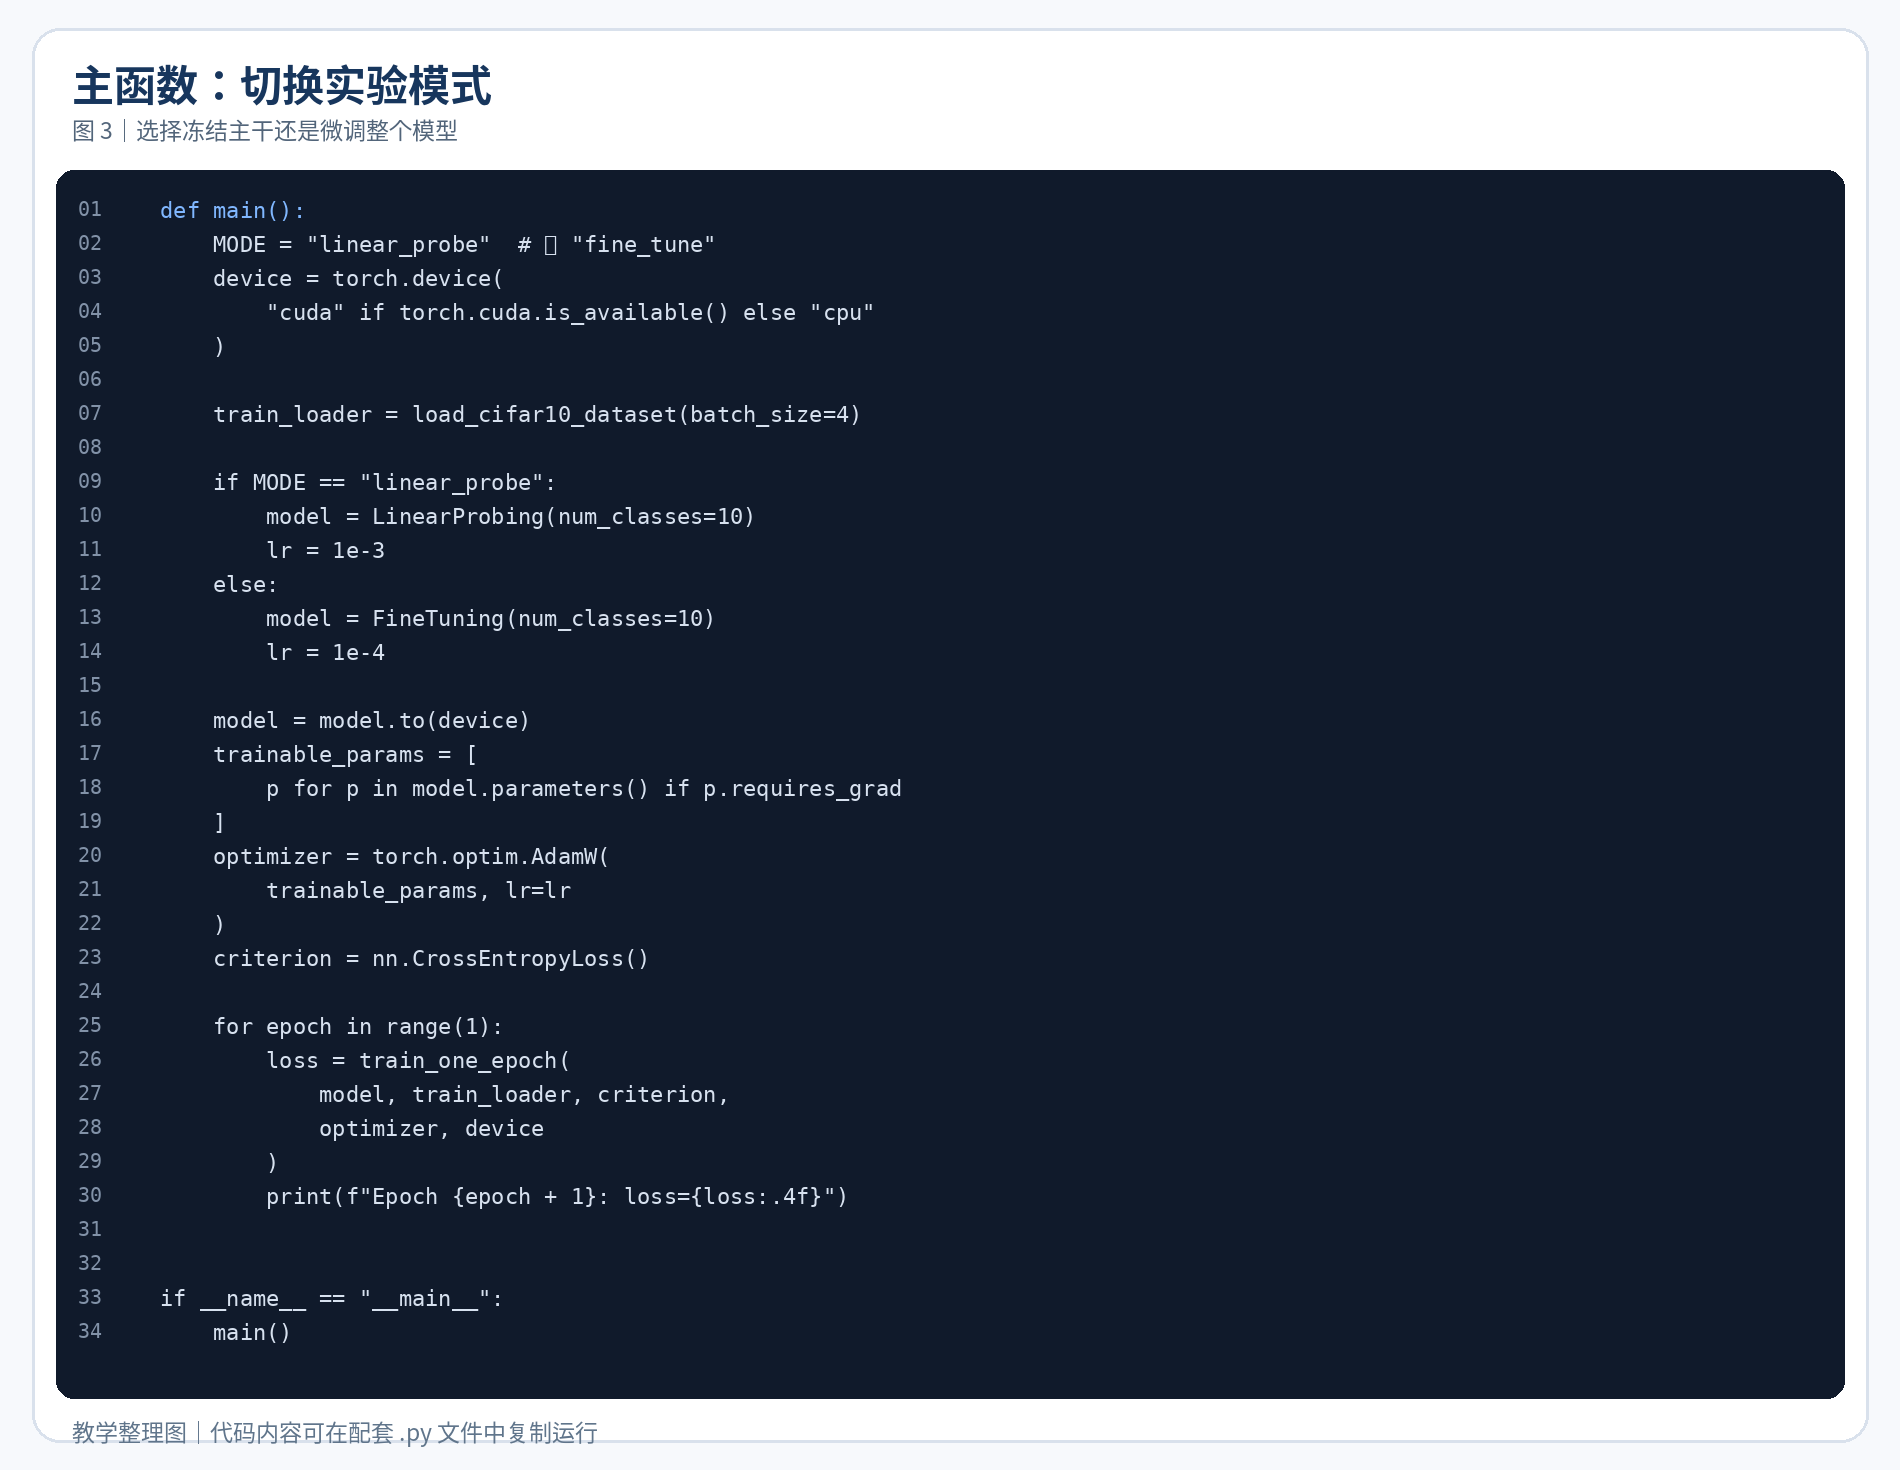 主函数：切换实验模式
图 3｜选择冻结主干还是微调整个模型
01 def main():
02     MODE = "linear_probe"  # □ "fine_tune"
03     device = torch.device(
04         "cuda" if torch.cuda.is_available() else "cpu"
05     )
06
07     train_loader = load_cifar10_dataset(batch_size=4)
08
09     if MODE == "linear_probe":
10         model = LinearProbing(num_classes=10)
11         lr = 1e-3
12     else:
13         model = FineTuning(num_classes=10)
14         lr = 1e-4
15
16     model = model.to(device)
17     trainable_params = [
18         p for p in model.parameters() if p.requires_grad
19     ]
20     optimizer = torch.optim.AdamW(
21         trainable_params, lr=lr
22     )
23     criterion = nn.CrossEntropyLoss()
24
25     for epoch in range(1):
26         loss = train_one_epoch(
27             model, train_loader, criterion,
28             optimizer, device
29         )
30         print(f"Epoch {epoch + 1}: loss={loss:.4f}")
31
32
33 if __name__ == "__main__":
34     main()
教学整理图｜代码内容可在配套 .py 文件中复制运行